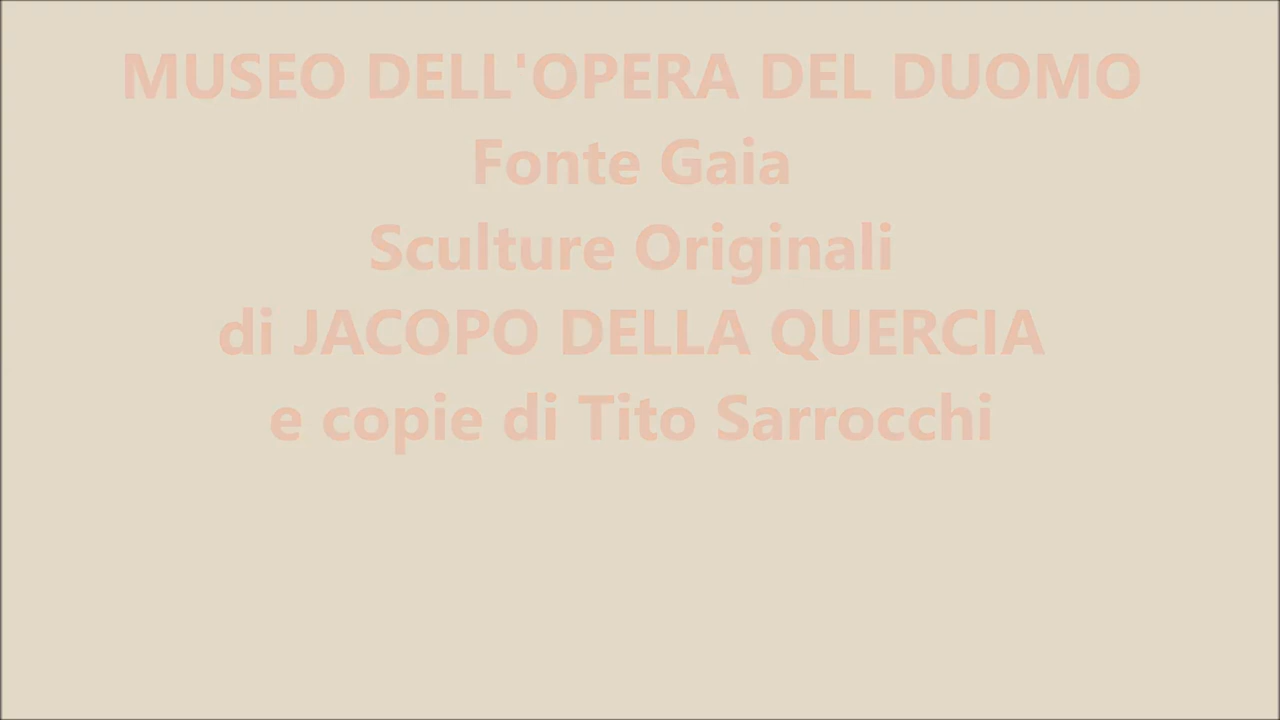 MUSEO DELL'OPERA DEL DUOMO
Fonte Gaia
Sculture Originali
di JACOPO DELLA QUERCIA
e copie di Tito Sarrocchi